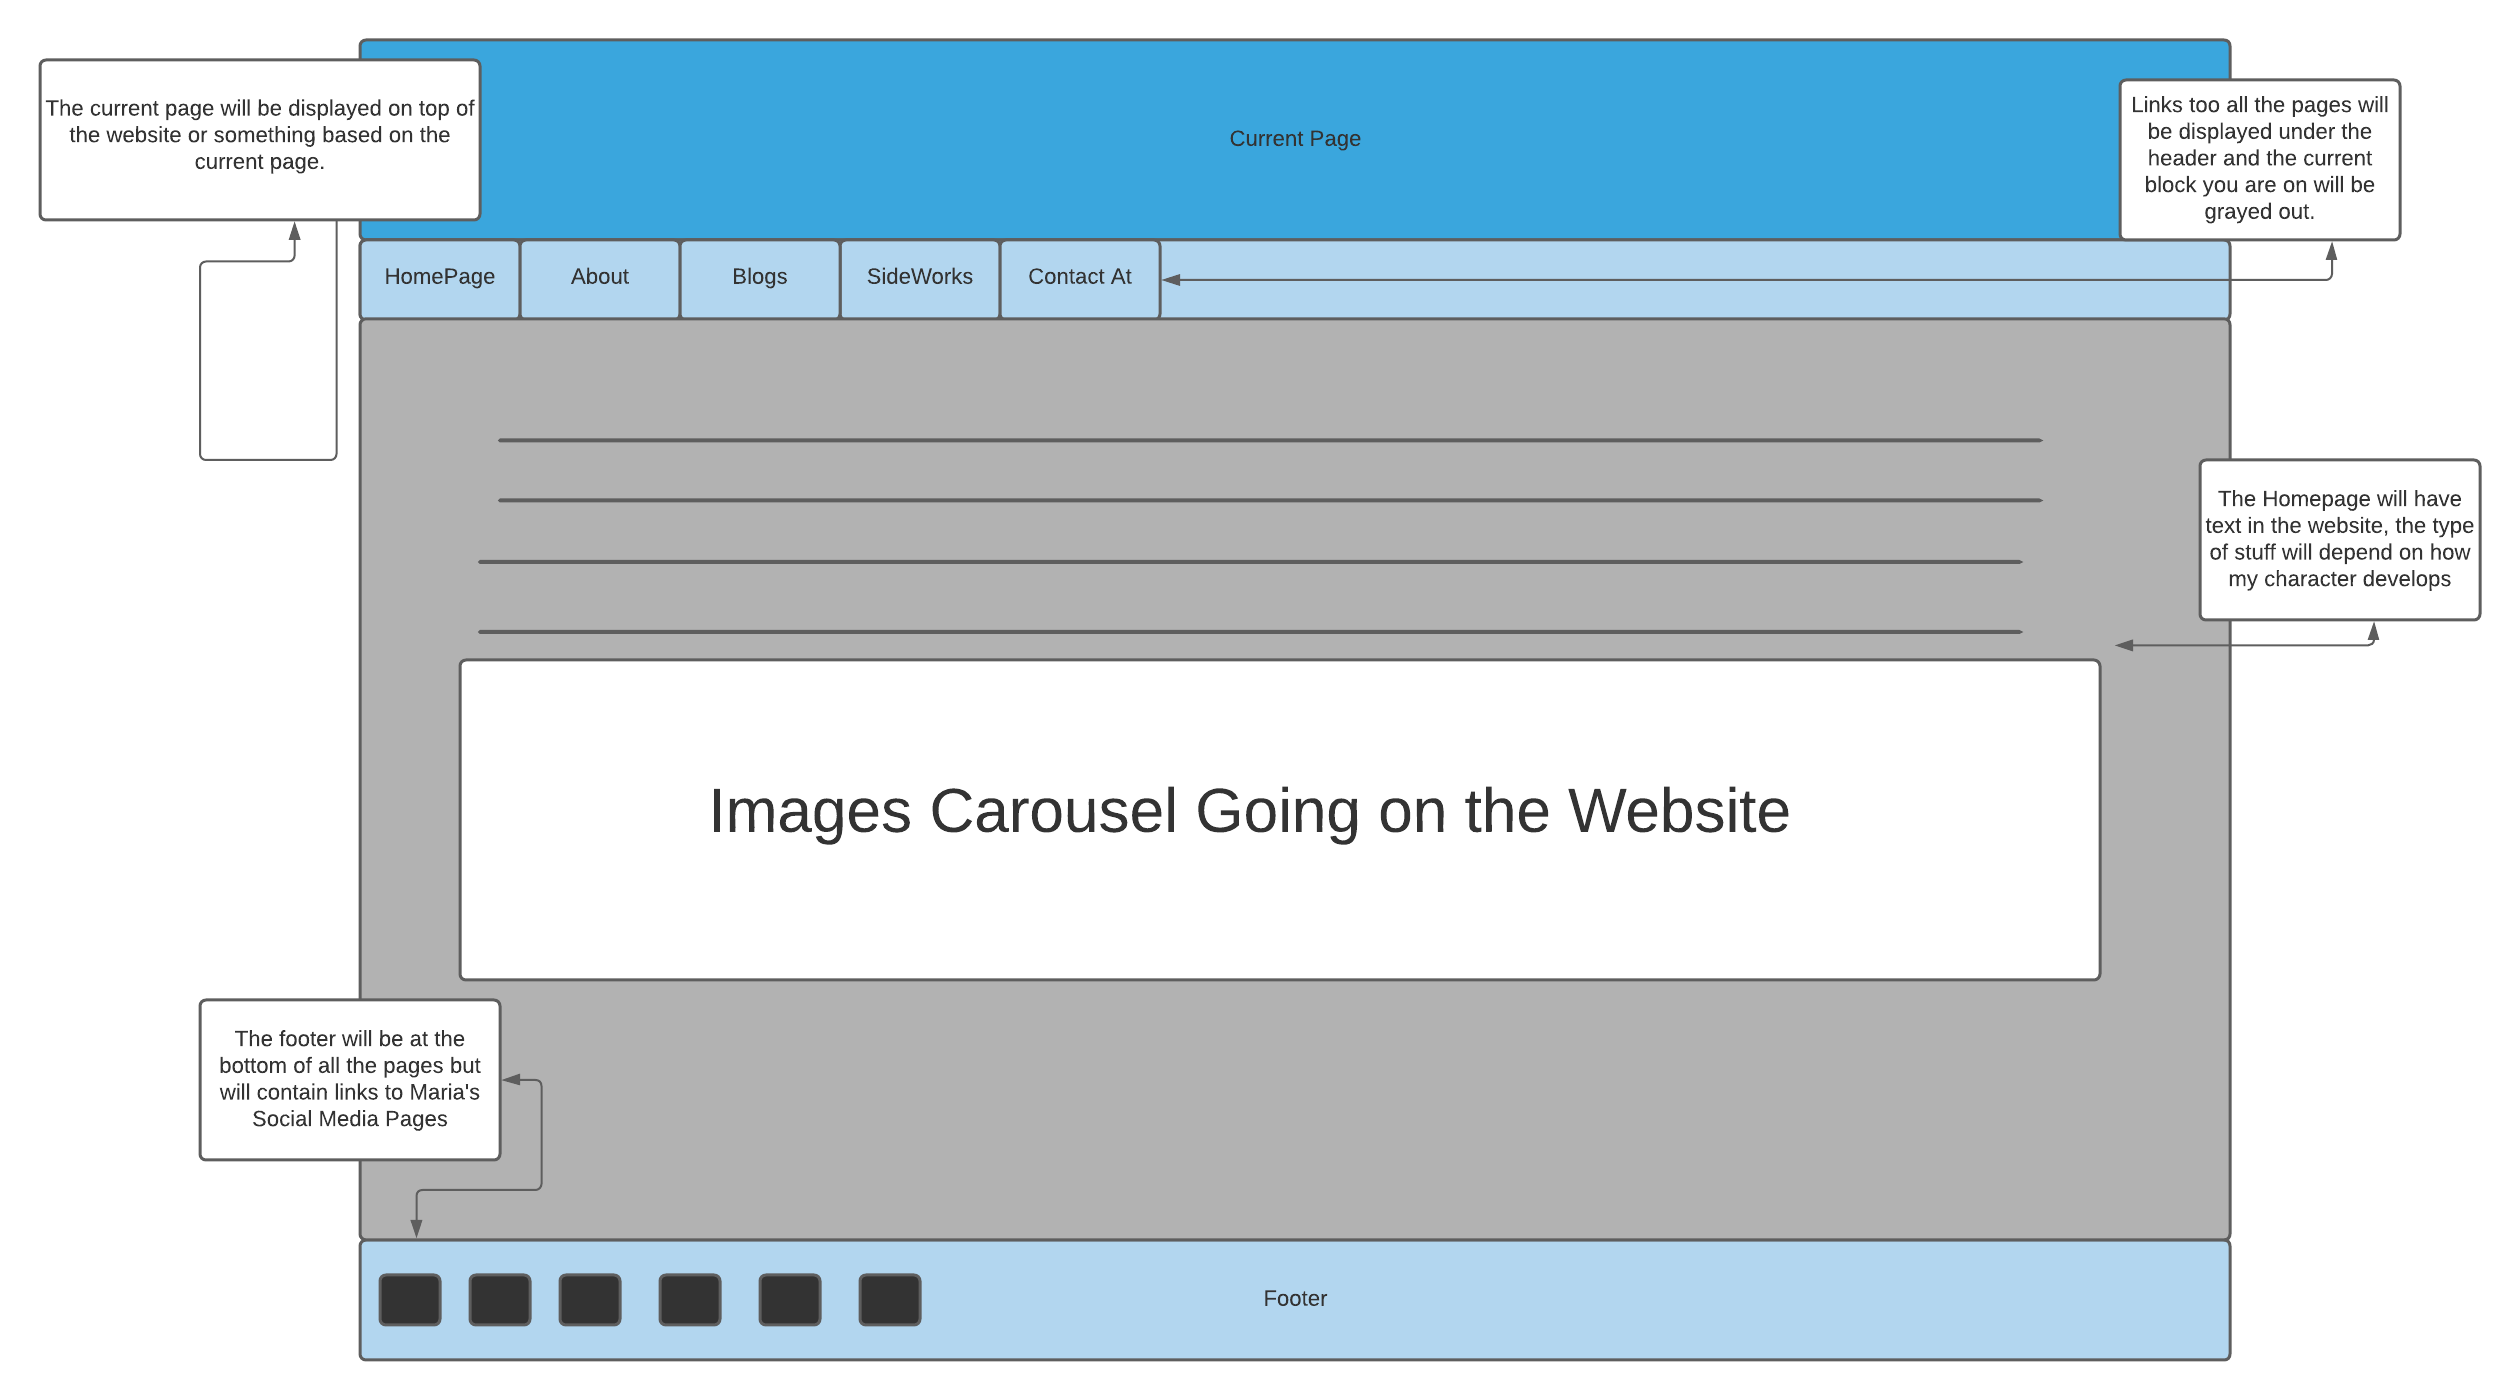 The current page will be displayed on top of
the website or something based on the
current page.
Current Page
Links too all the pages will
be displayed under the
header and the current
block you are on will be
grayed out.
HomePage
About
Blogs
SideWorks
Contact At
The Homepage will have
text in the website, the type
of stuff will depend on how
my character develops
Images Carousel Going on the Website
The footer will be at the
bottom of all the pages but
will contain links to Maria's
Social Media Pages
Footer